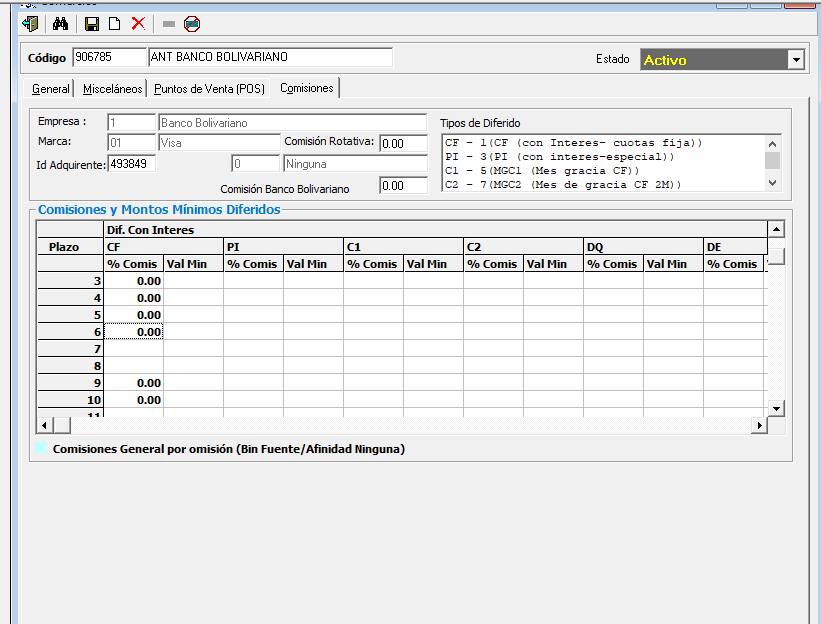 Código 906785 ANT BANCO BOLIVARIANO Estado Activo
General Misceláneos Puntos de Venta (POS) Comisiones
Empresa : 1 Banco Bolivariano Tipos de Diferido
Marca: 01 Visa Comisión Rotativa: 0.00
Id Adquirente: 493849 0 Ninguna
Comisión Banco Bolivariano 0.00
CF - 1(CF (con Interes- cuotas fija))
PI - 3(PI (con interes-especial))
C1 - 5(MGC1 (Mes gracia CF))
C2 - 7(MGC2 (Mes de gracia CF 2M))
Comisiones y Montos Mínimos Diferidos
Dif. Con Interes
Plazo CF PI C1 C2 DQ DE
% Comis Val Min % Comis Val Min % Comis Val Min % Comis Val Min % Comis Val Min % Comis
3 0.00
4 0.00
5 0.00
6 0.00
7
8
9 0.00
10 0.00
11
Comisiones General por omisión (Bin Fuente/Afinidad Ninguna)